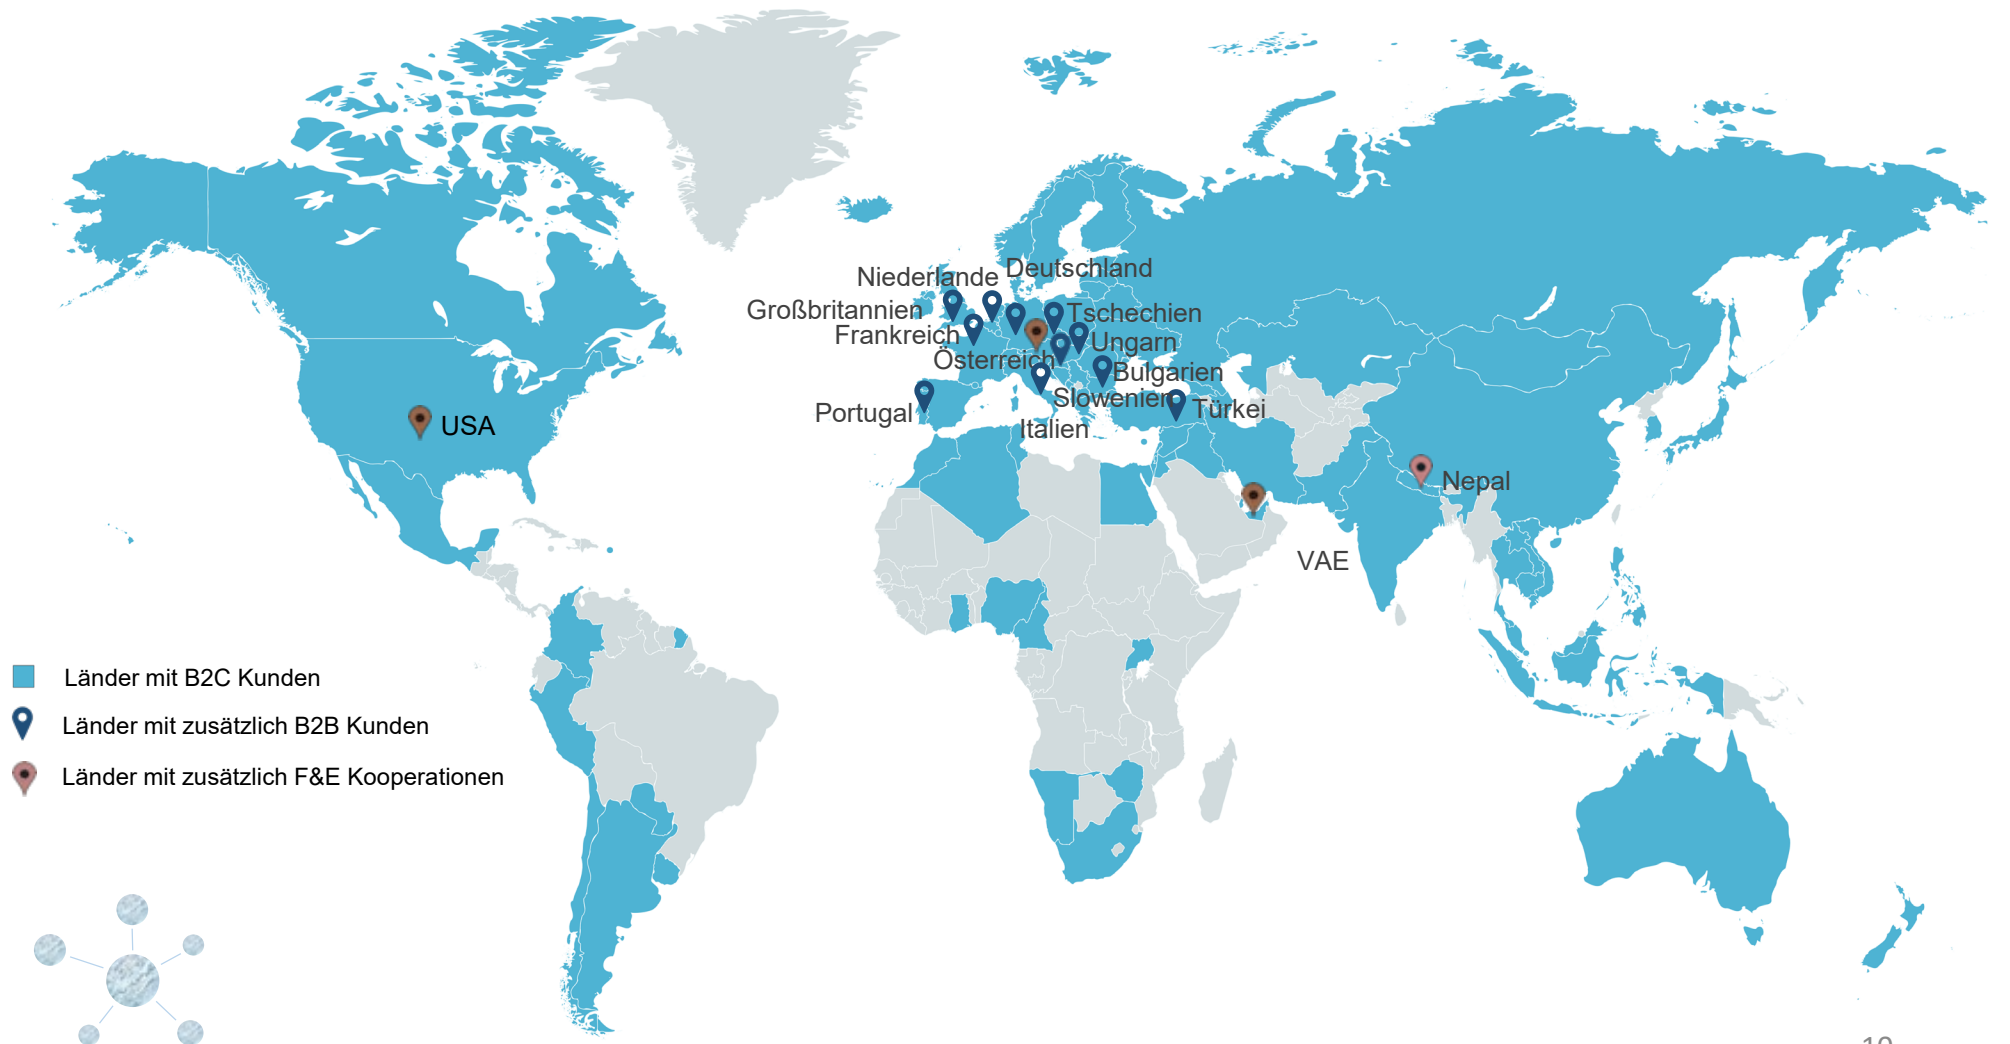 Deutschland
Niederlande
Großbritannien
Tschechien
Frankreich
Ungarn
Österreich
Bulgarien
Slowenien
Türkei
Portugal
USA
Italien
Nepal
VAE
Länder mit B2C Kunden
Länder mit zusätzlich B2B Kunden
Länder mit zusätzlich F&E Kooperationen